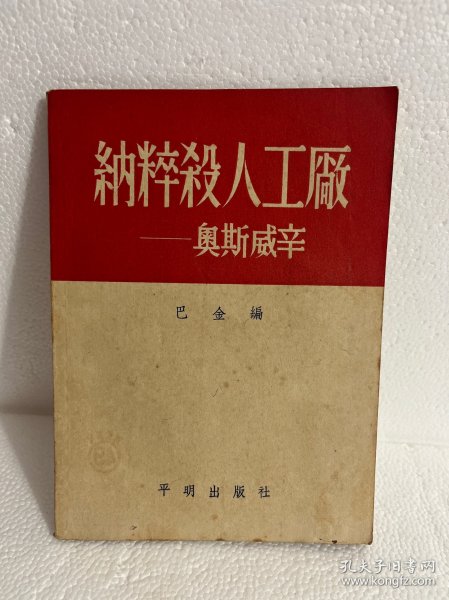 納粹殺人工廠
——奧斯威辛
巴金編
平明出版社
孔夫子旧书网
www.kongfz.com